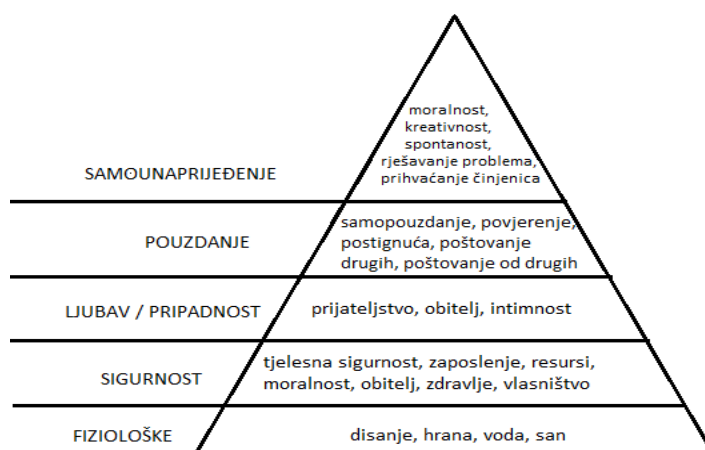 moralnost,
kreativnost,
spontanost,
rješavanje problema,
prihvaćanje činjenica
SAMOUNAPRIJEĐENJE
samopouzdanje, povjerenje,
postignuća, poštovanje
drugih, poštovanje od drugih
POUZDANJE
prijateljstvo, obitelj, intimnost
LJUBAV / PRIPADNOST
tjelesna sigurnost, zaposlenje, resursi,
moralnost, obitelj, zdravlje, vlasništvo
SIGURNOST
FIZIOLOŠKE
disanje, hrana, voda, san